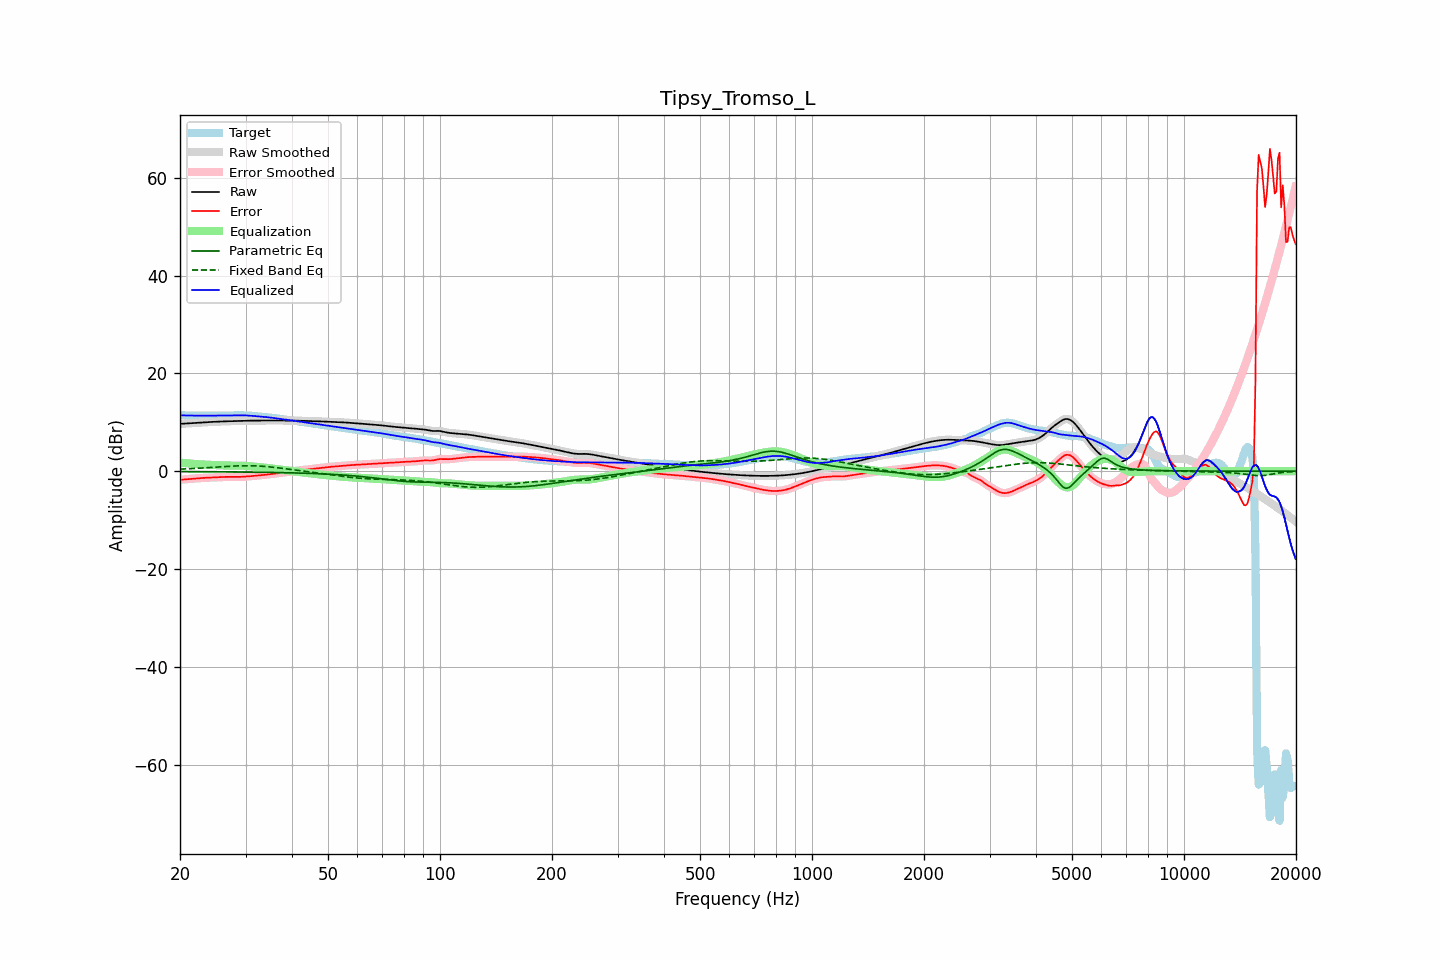 Tipsy_Tromso_L
Target
Raw Smoothed
Error Smoothed
Raw
Error
Equalization
Parametric Eq
Fixed Band Eq
Equalized
60
40
20
0
−20
−40
−60
Amplitude (dBr)
20 50 100 200 500 1000 2000 5000 10000 20000
Frequency (Hz)